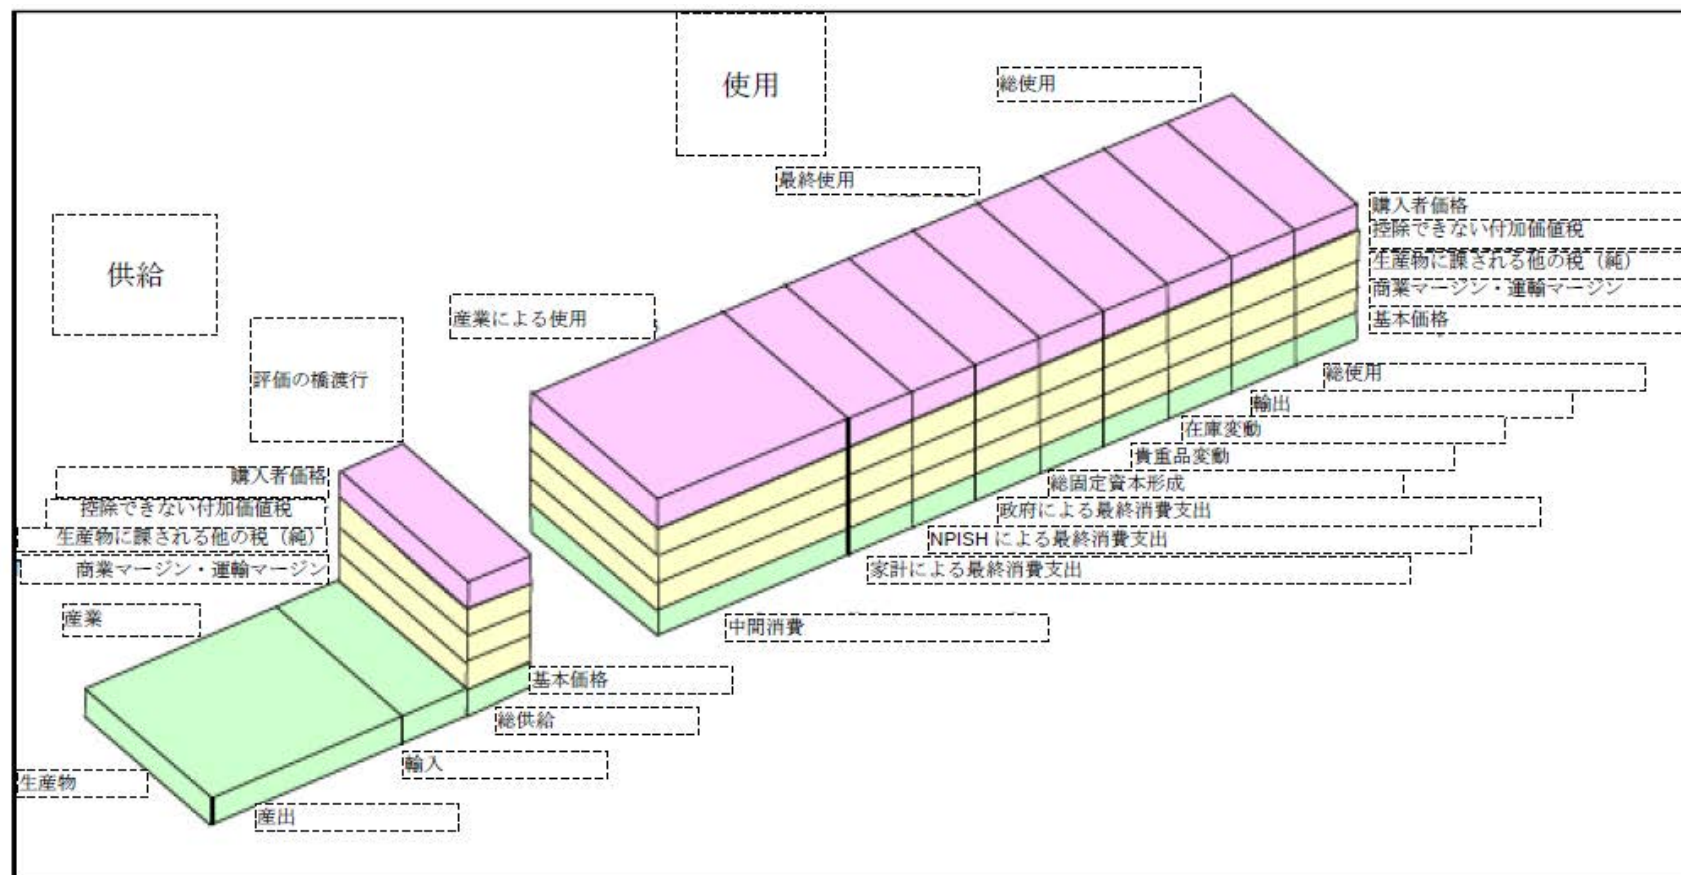 使用
総使用
最終使用
購入者価格
控除できない付加価値税
生産物に課される他の税（純）
商業マージン・運輸マージン
基本価格
供給
産業による使用
評価の橋渡行
総使用
輸出
在庫変動
貴重品変動
総固定資本形成
政府による最終消費支出
NPISH による最終消費支出
家計による最終消費支出
中間消費
購入者価格
控除できない付加価値税
生産物に課される他の税（純）
商業マージン・運輸マージン
産業
基本価格
総供給
輸入
生産物
産出